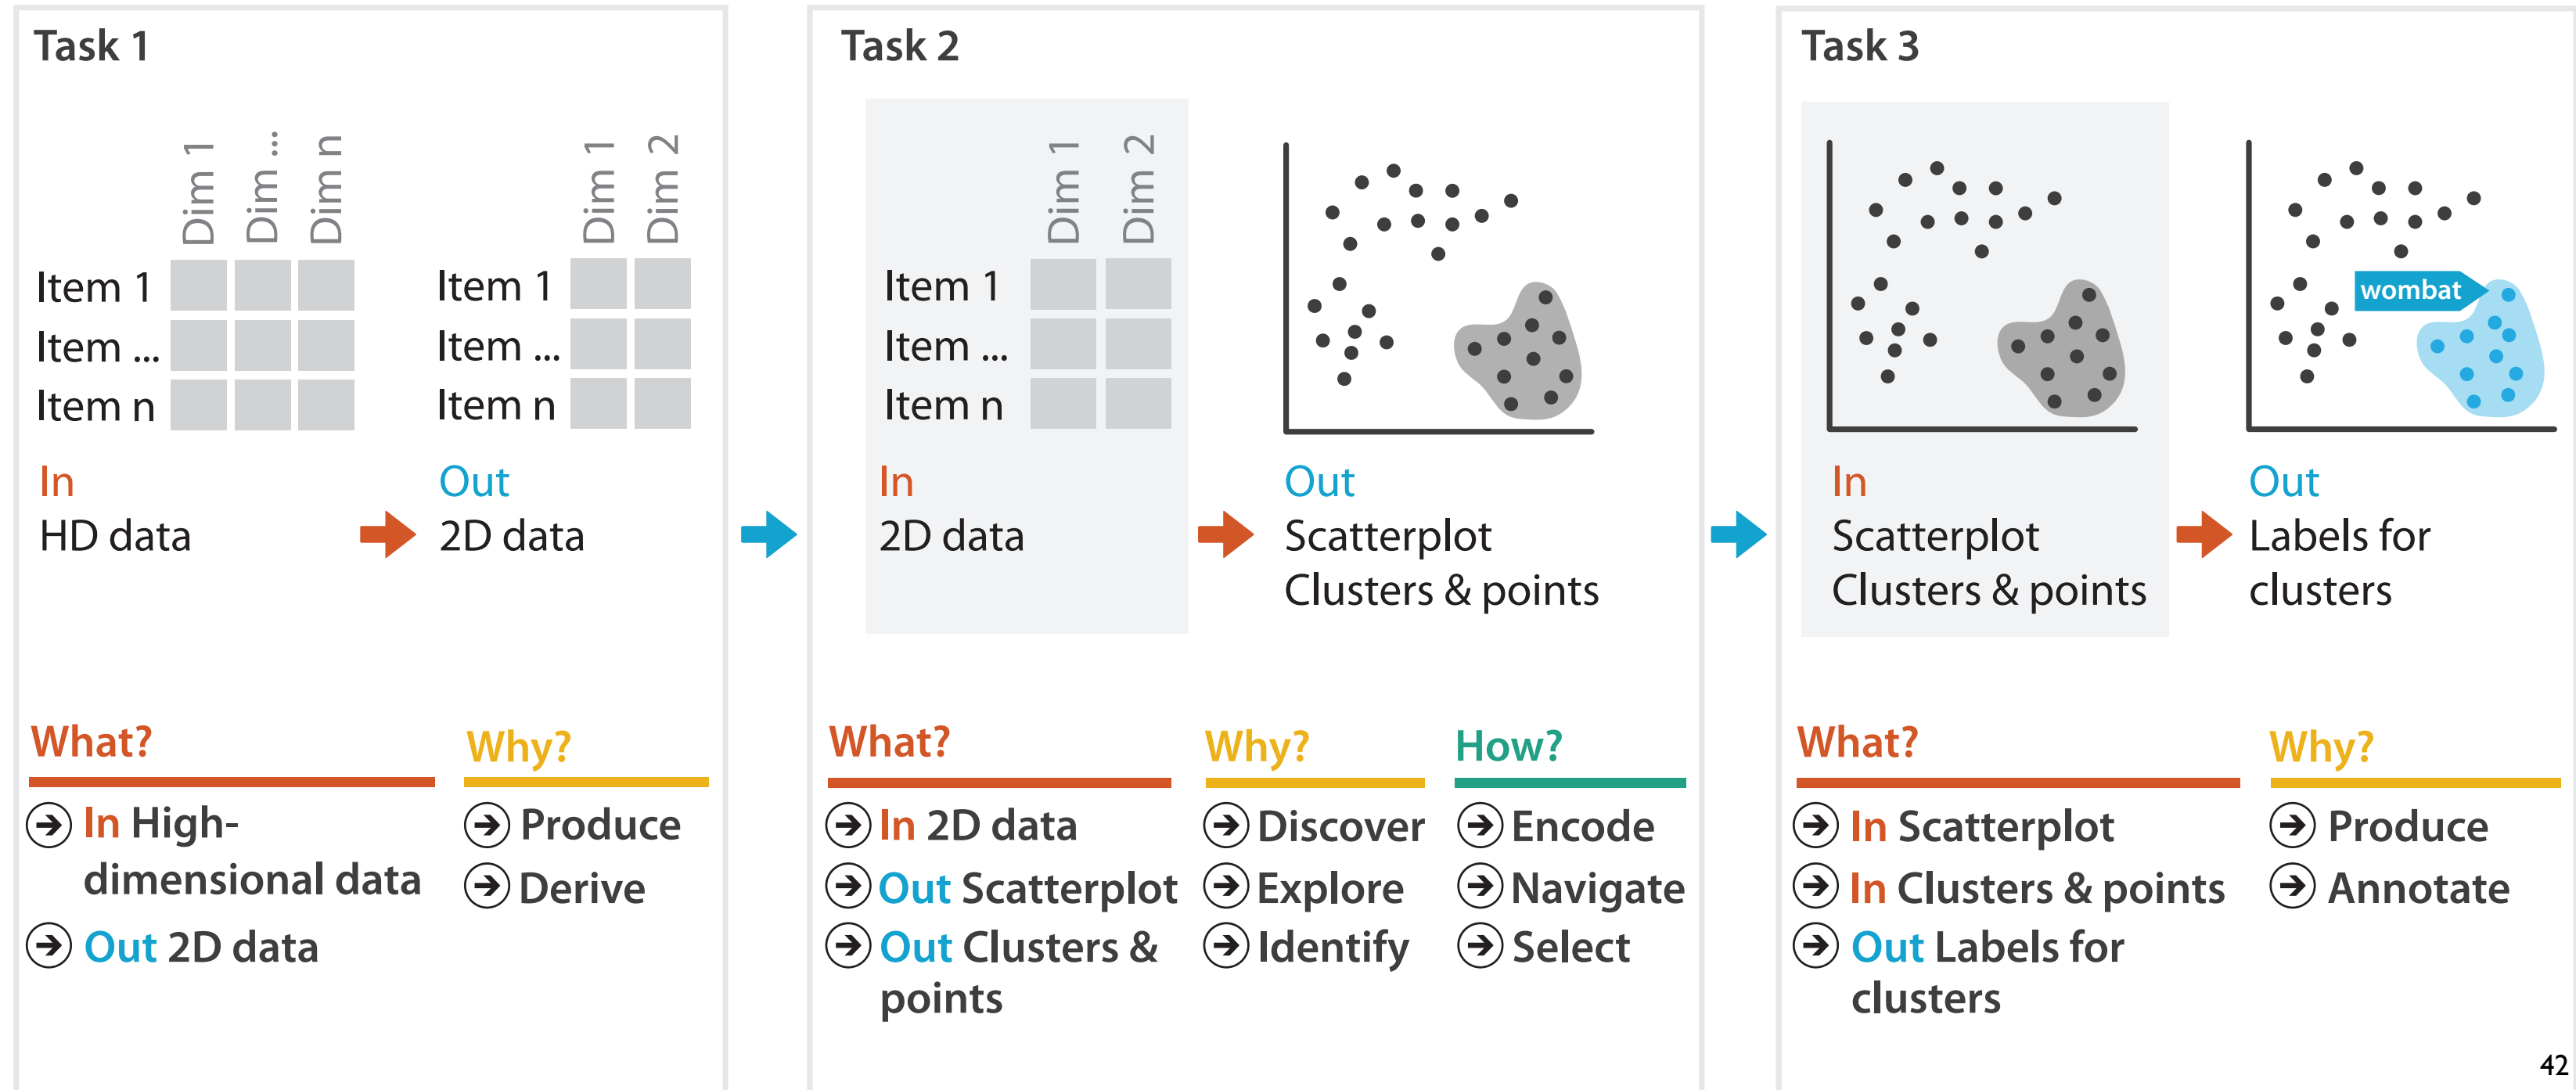 Task 1
Dim 1
Dim ...
Dim n
Item 1
Item ...
Item n
Dim 1
Dim 2
Item 1
Item ...
Item n
In
HD data
Out
2D data
What?
In High-
dimensional data
Out 2D data
Why?
Produce
Derive
Task 2
Dim 1
Dim 2
Item 1
Item ...
Item n
In
2D data
Out
Scatterplot
Clusters & points
What?
In 2D data
Out Scatterplot
Out Clusters &
points
Why?
Discover
Explore
Identify
How?
Encode
Navigate
Select
Task 3
In
Scatterplot
Clusters & points
wombat
Out
Labels for
clusters
What?
In Scatterplot
In Clusters & points
Out Labels for
clusters
Why?
Produce
Annotate
42